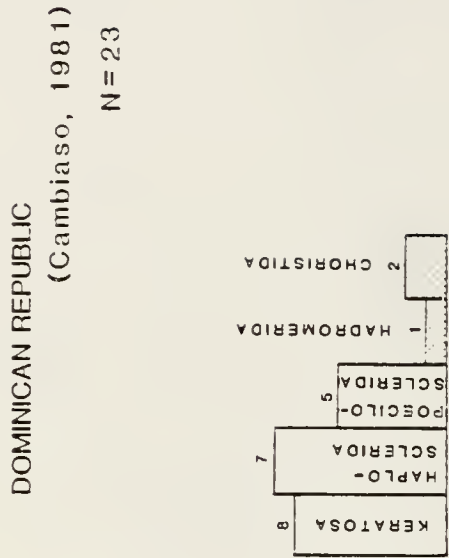 DOMINICAN REPUBLIC
(Cambiaso, 1981)
N=23
8
KERATOSA
7
HAPLO-
SCLERIDA
5
POECILO-
SCLERIDA
1
HADROMERIDA
2
CHORISTIDA